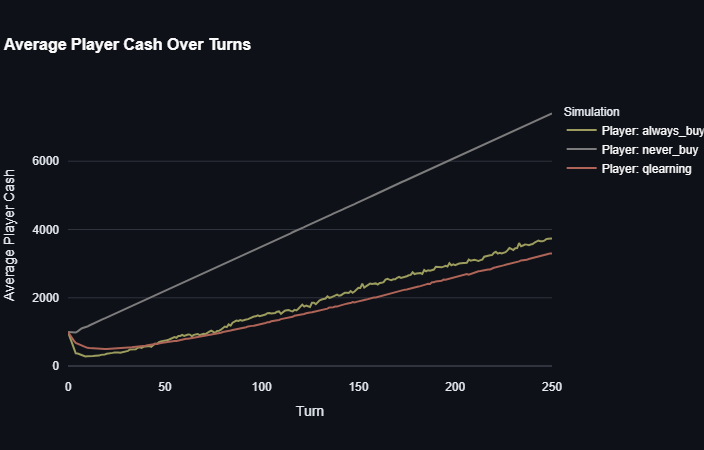 Average Player Cash Over Turns
Simulation
Player: always_buy
Player: never_buy
Player: qlearning
Average Player Cash
6000
4000
2000
0
0 50 100 150 200 250
Turn